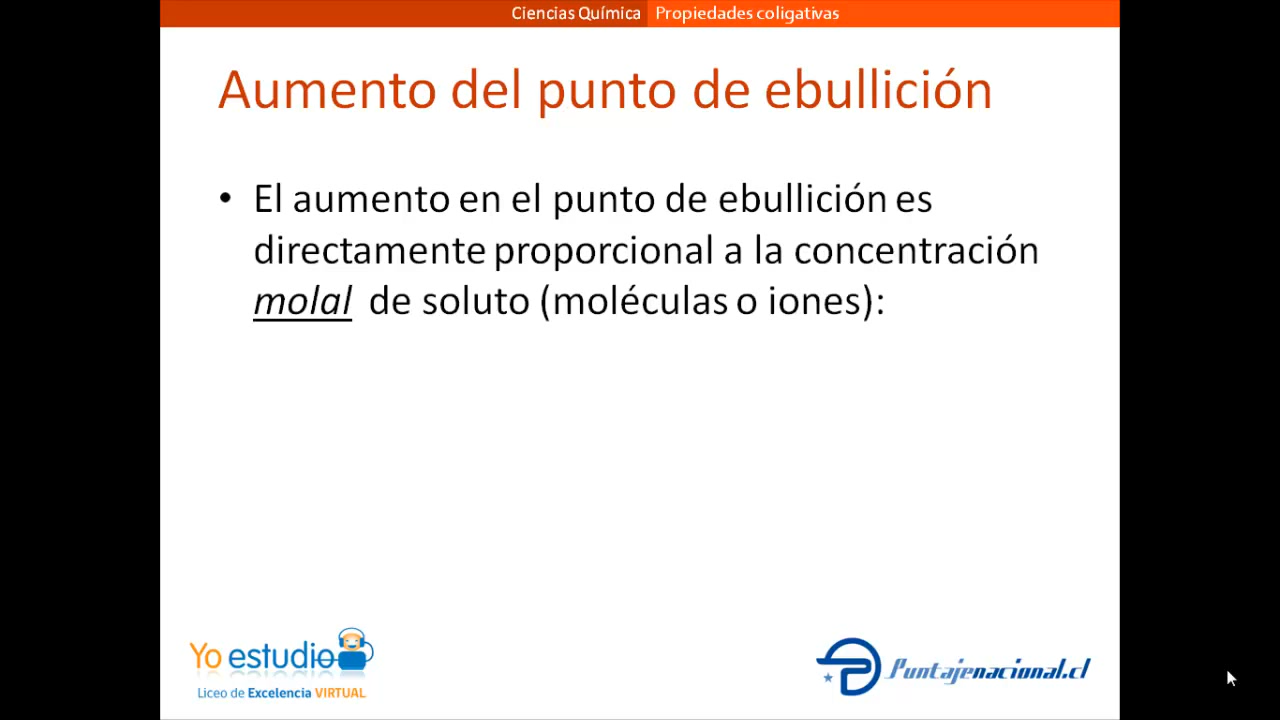 Ciencias Química Propiedades coligativas
Aumento del punto de ebullición
• El aumento en el punto de ebullición es
directamente proporcional a la concentración
molal de soluto (moléculas o iones):
Yo estudio
Liceo de Excelencia VIRTUAL
Puntajenacional.cl